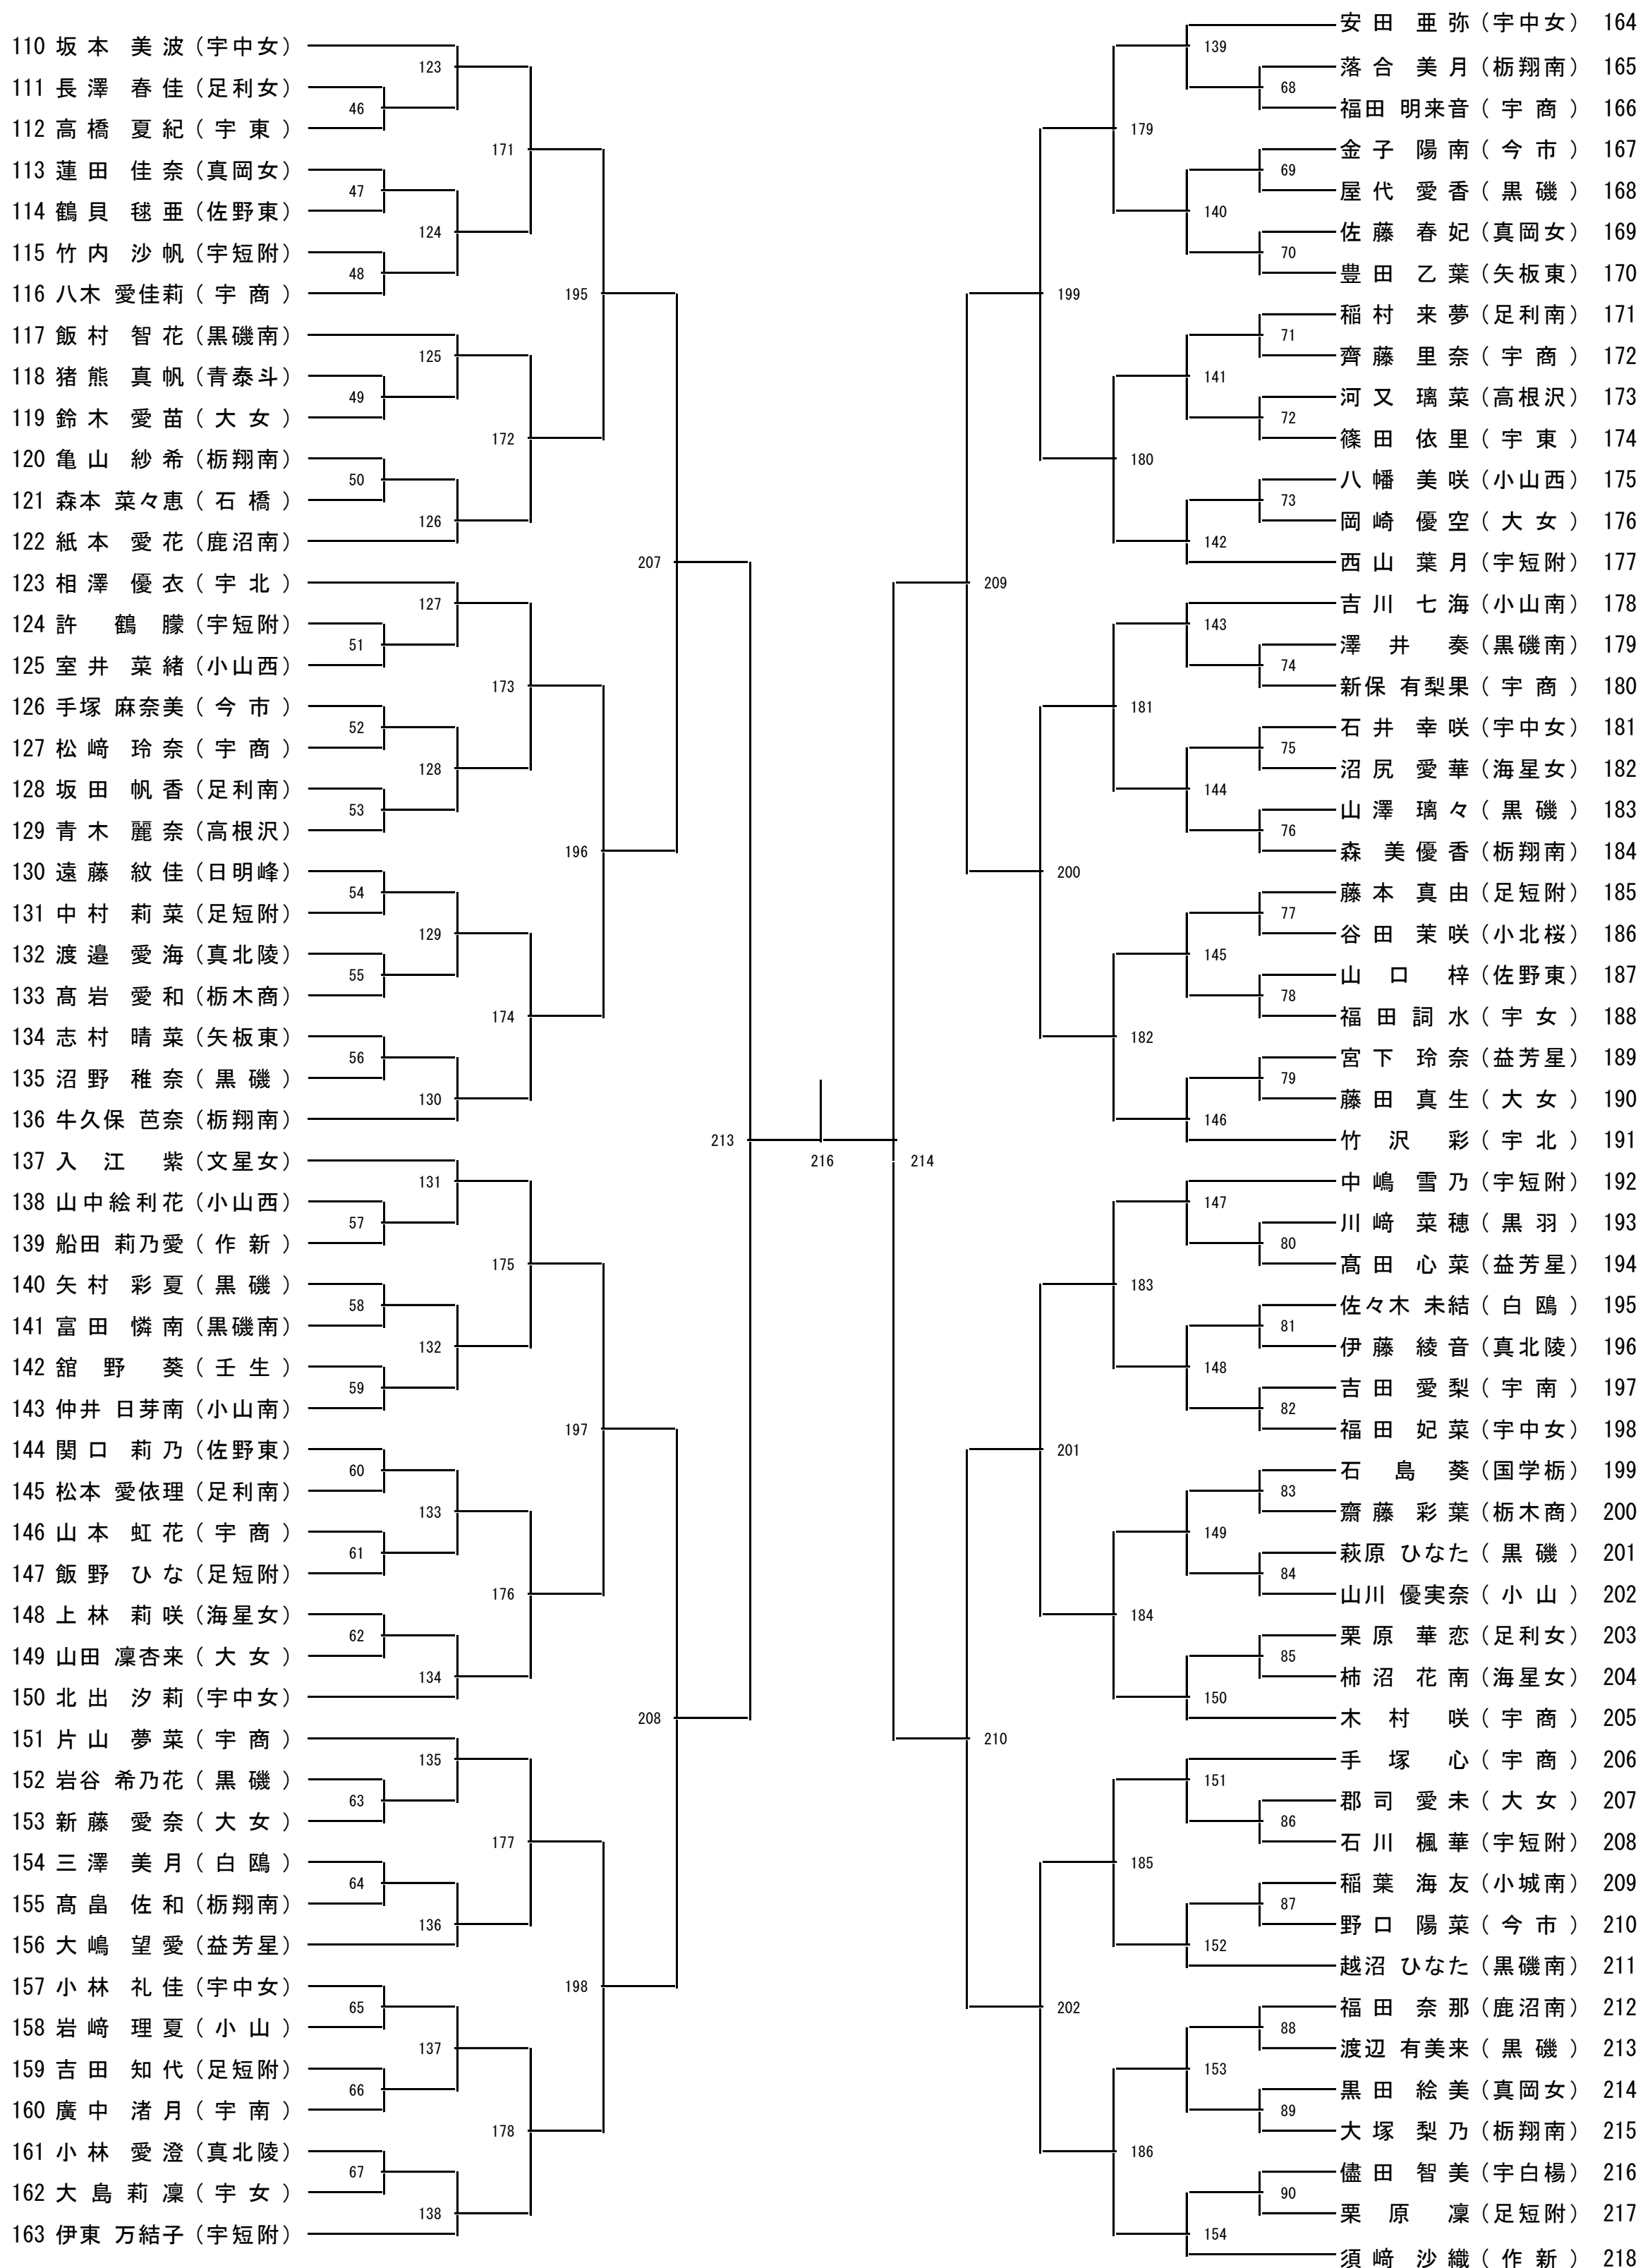 110 坂本 美波（宇中女）
111 長澤 春佳（足利女）
112 高橋 夏紀（宇東）
113 蓮田 佳奈（真岡女）
114 鶴貝 毬亜（佐野東）
115 竹内 沙帆（宇短附）
116 八木 愛佳莉（宇商）
117 飯村 智花（黒磯南）
118 猪熊 真帆（青泰斗）
119 鈴木 愛苗（大女）
120 亀山 紗希（栃翔南）
121 森本 菜々恵（石橋）
122 紙本 愛花（鹿沼南）
123 相澤 優衣（宇北）
124 許 鶴朦（宇短附）
125 室井 菜緒（小山西）
126 手塚 麻奈美（今市）
127 松﨑 玲奈（宇商）
128 坂田 帆香（足利南）
129 青木 麗奈（高根沢）
130 遠藤 紋佳（日明峰）
131 中村 莉菜（足短附）
132 渡邉 愛海（真北陵）
133 髙岩 愛和（栃木商）
134 志村 晴菜（矢板東）
135 沼野 稚奈（黒磯）
136 牛久保 芭奈（栃翔南）
137 入江 紫（文星女）
138 山中絵利花（小山西）
139 船田 莉乃愛（作新）
140 矢村 彩夏（黒磯）
141 富田 憐南（黒磯南）
142 舘野 葵（壬生）
143 仲井 日芽南（小山南）
144 関口 莉乃（佐野東）
145 松本 愛依理（足利南）
146 山本 虹花（宇商）
147 飯野 ひな（足短附）
148 上林 莉咲（海星女）
149 山田 凜杏来（大女）
150 北出 汐莉（宇中女）
151 片山 夢菜（宇商）
152 岩谷 希乃花（黒磯）
153 新藤 愛奈（大女）
154 三澤 美月（白鴎）
155 髙畠 佐和（栃翔南）
156 大嶋 望愛（益芳星）
157 小林 礼佳（宇中女）
158 岩﨑 理夏（小山）
159 吉田 知代（足短附）
160 廣中 渚月（宇南）
161 小林 愛澄（真北陵）
162 大島莉凜（宇女）
163 伊東 万結子（宇短附）
46
47
48
49
50
51
52
53
54
55
56
57
58
59
60
61
62
63
64
65
66
67
123
124
125
126
127
128
129
130
131
132
133
134
135
136
137
138
171
172
173
174
175
176
177
178
195
196
197
198
207
208
213
216
214
209
210
199
200
201
202
179
180
181
182
183
184
185
186
139
140
141
142
143
144
145
146
147
148
149
150
151
152
153
154
68
69
70
71
72
73
74
75
76
77
78
79
80
81
82
83
84
85
86
87
88
89
90
安田 亜弥（宇中女） 164
落合 美月（栃翔南） 165
福田 明来音（宇商） 166
金子 陽南（今市） 167
屋代 愛香（黒磯） 168
佐藤 春妃（真岡女） 169
豊田 乙葉（矢板東） 170
稲村 来夢（足利南） 171
齊藤 里奈（宇商） 172
河又 璃菜（高根沢） 173
篠田 依里（宇東） 174
八幡 美咲（小山西） 175
岡崎 優空（大女） 176
西山 葉月（宇短附） 177
吉川 七海（小山南） 178
澤井 奏（黒磯南） 179
新保 有梨果（宇商） 180
石井 幸咲（宇中女） 181
沼尻 愛華（海星女） 182
山澤 璃々（黒磯） 183
森 美優香（栃翔南） 184
藤本 真由（足短附） 185
谷田 茉咲（小北桜） 186
山口 梓（佐野東） 187
福田詞水（宇女） 188
宮下 玲奈（益芳星） 189
藤田 真生（大女） 190
竹沢 彩（宇北） 191
中嶋 雪乃（宇短附） 192
川﨑 菜穂（黒羽） 193
髙田 心菜（益芳星） 194
佐々木 未結（白鴎） 195
伊藤 綾音（真北陵） 196
吉田 愛梨（宇南） 197
福田 妃菜（宇中女） 198
石島 葵（国学栃） 199
齋藤 彩葉（栃木商） 200
萩原 ひなた（黒磯） 201
山川 優実奈（小山） 202
栗原 華恋（足利女） 203
柿沼 花南（海星女） 204
木村 咲（宇商） 205
手塚 心（宇商） 206
郡司 愛未（大女） 207
石川 楓華（宇短附） 208
稲葉 海友（小城南） 209
野口 陽菜（今市） 210
越沼 ひなた（黒磯南） 211
福田 奈那（鹿沼南） 212
渡辺 有美来（黒磯） 213
黒田 絵美（真岡女） 214
大塚 梨乃（栃翔南） 215
儘田 智美（宇白楊） 216
栗原 凜（足短附） 217
須﨑 沙織（作新） 218